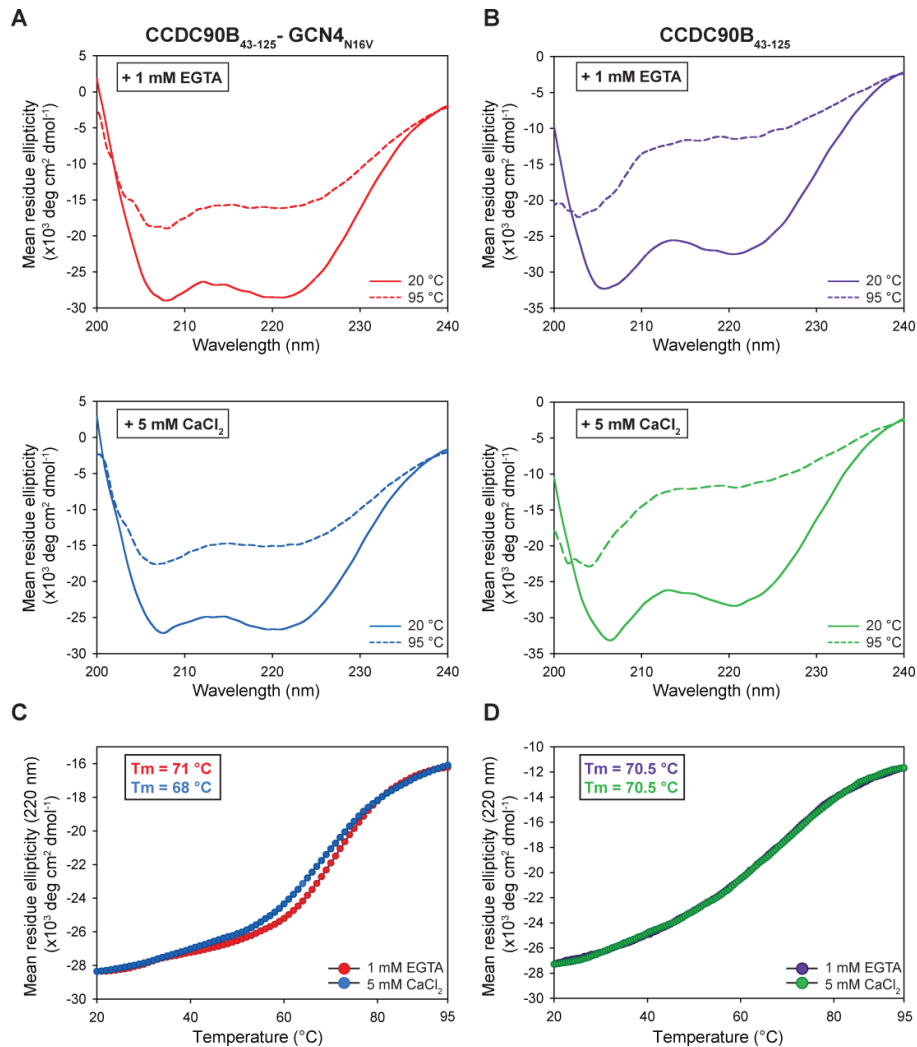 A
CCDC90B43-125- GCN4N16V
+ 1 mM EGTA
Mean residue ellipticity
(x10³ deg cm² dmol⁻¹)
5
0
-5
-10
-15
-20
-25
-30
200
210
220
230
240
20 °C
95 °C
Wavelength (nm)
B
CCDC90B43-125
+ 1 mM EGTA
Mean residue ellipticity
(x10³ deg cm² dmol⁻¹)
5
0
-5
-10
-15
-20
-25
-30
-35
200
210
220
230
240
20 °C
95 °C
Wavelength (nm)
+ 5 mM CaCl₂
Mean residue ellipticity
(x10³ deg cm² dmol⁻¹)
5
0
-5
-10
-15
-20
-25
-30
200
210
220
230
240
20 °C
95 °C
Wavelength (nm)
+ 5 mM CaCl₂
Mean residue ellipticity
(x10³ deg cm² dmol⁻¹)
5
0
-5
-10
-15
-20
-25
-30
-35
200
210
220
230
240
20 °C
95 °C
Wavelength (nm)
C
Tm = 71 °C
Tm = 68 °C
Mean residue ellipticity (220 nm)
(x10³ deg cm² dmol⁻¹)
-16
-18
-20
-22
-24
-26
-28
-30
20
40
60
80
95
1 mM EGTA
5 mM CaCl₂
Temperature (°C)
D
Tm = 70.5 °C
Tm = 70.5 °C
Mean residue ellipticity (220 nm)
(x10³ deg cm² dmol⁻¹)
-10
-12
-14
-16
-18
-20
-22
-24
-26
-28
-30
20
40
60
80
95
1 mM EGTA
5 mM CaCl₂
Temperature (°C)